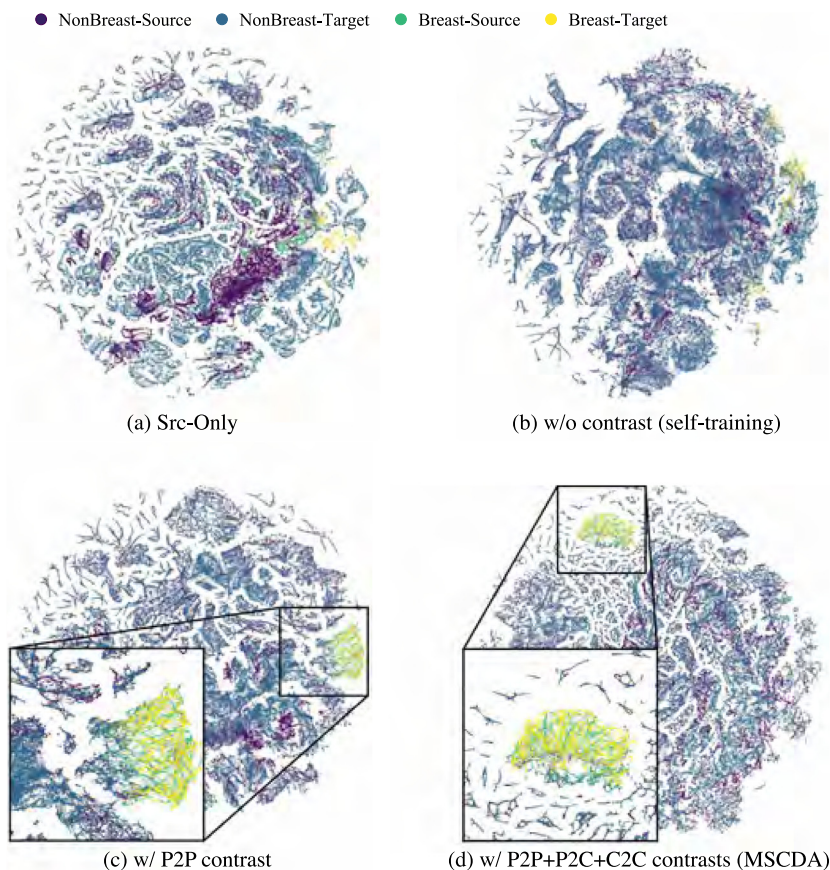 NonBreast-Source NonBreast-Target Breast-Source Breast-Target
(a) Src-Only
(b) w/o contrast (self-training)
(c) w/ P2P contrast
(d) w/ P2P+P2C+C2C contrasts (MSCDA)